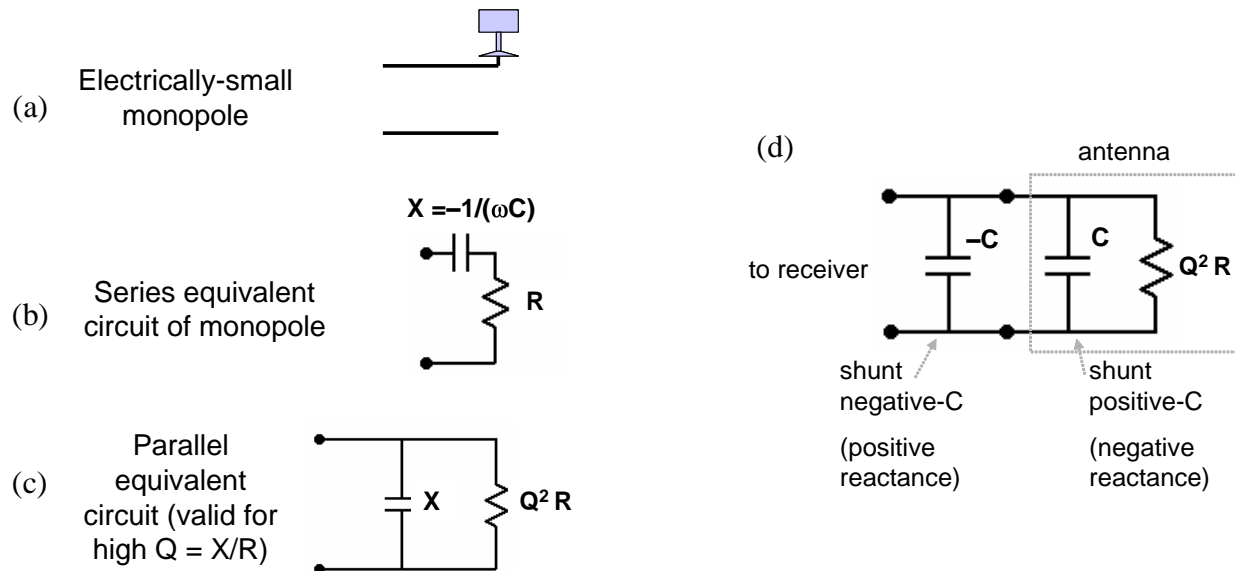 (a)
Electrically-small
monopole
X =–1/(ωC)
(b)
Series equivalent
circuit of monopole
R
(c)
Parallel
equivalent
circuit (valid for
high Q = X/R)
X
Q² R
(d)
antenna
to receiver
–C
C
Q² R
shunt
negative-C
(positive
reactance)
shunt
positive-C
(negative
reactance)